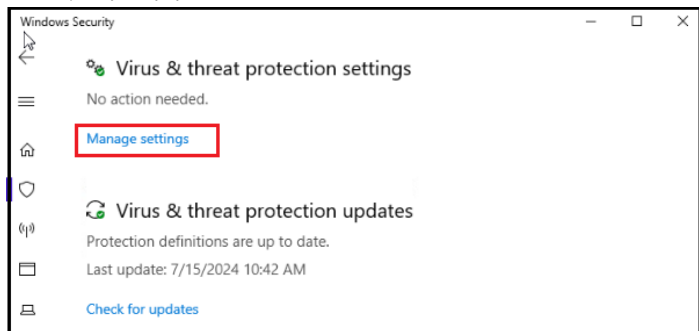 Windows Security
Virus & threat protection settings
No action needed.
Manage settings
Virus & threat protection updates
Protection definitions are up to date.
Last update: 7/15/2024 10:42 AM
Check for updates